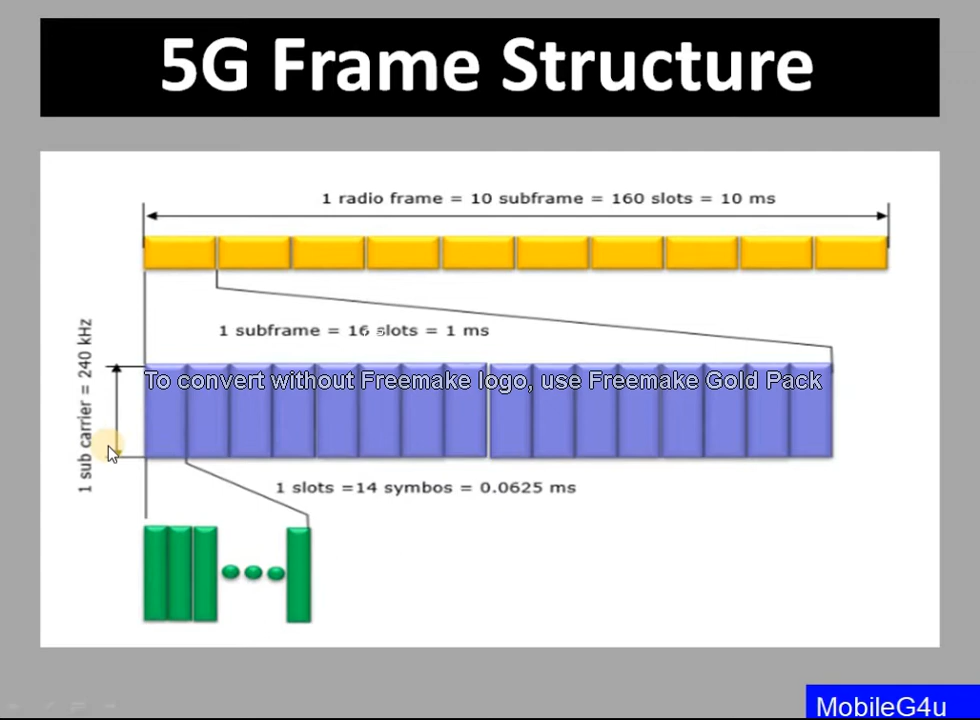 5G Frame Structure
1 radio frame = 10 subframe = 160 slots = 10 ms
1 subframe = 16 slots = 1 ms
1 sub carrier = 240 kHz
To convert without Freemake logo, use Freemake Gold Pack
1 slots =14 symbos = 0.0625 ms
MobileG4u